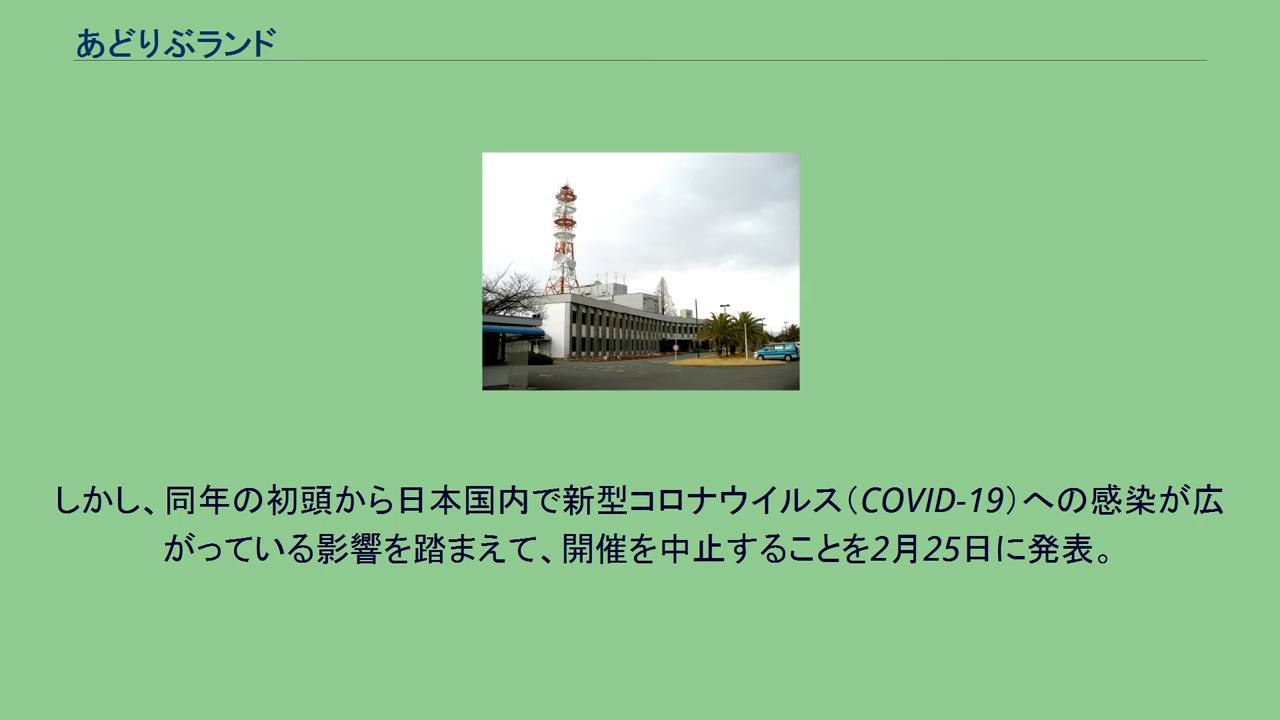 あどりぶランド
しかし、同年の初頭から日本国内で新型コロナウイルス（COVID-19）への感染が広
がっている影響を踏まえて、開催を中止することを2月25日に発表。